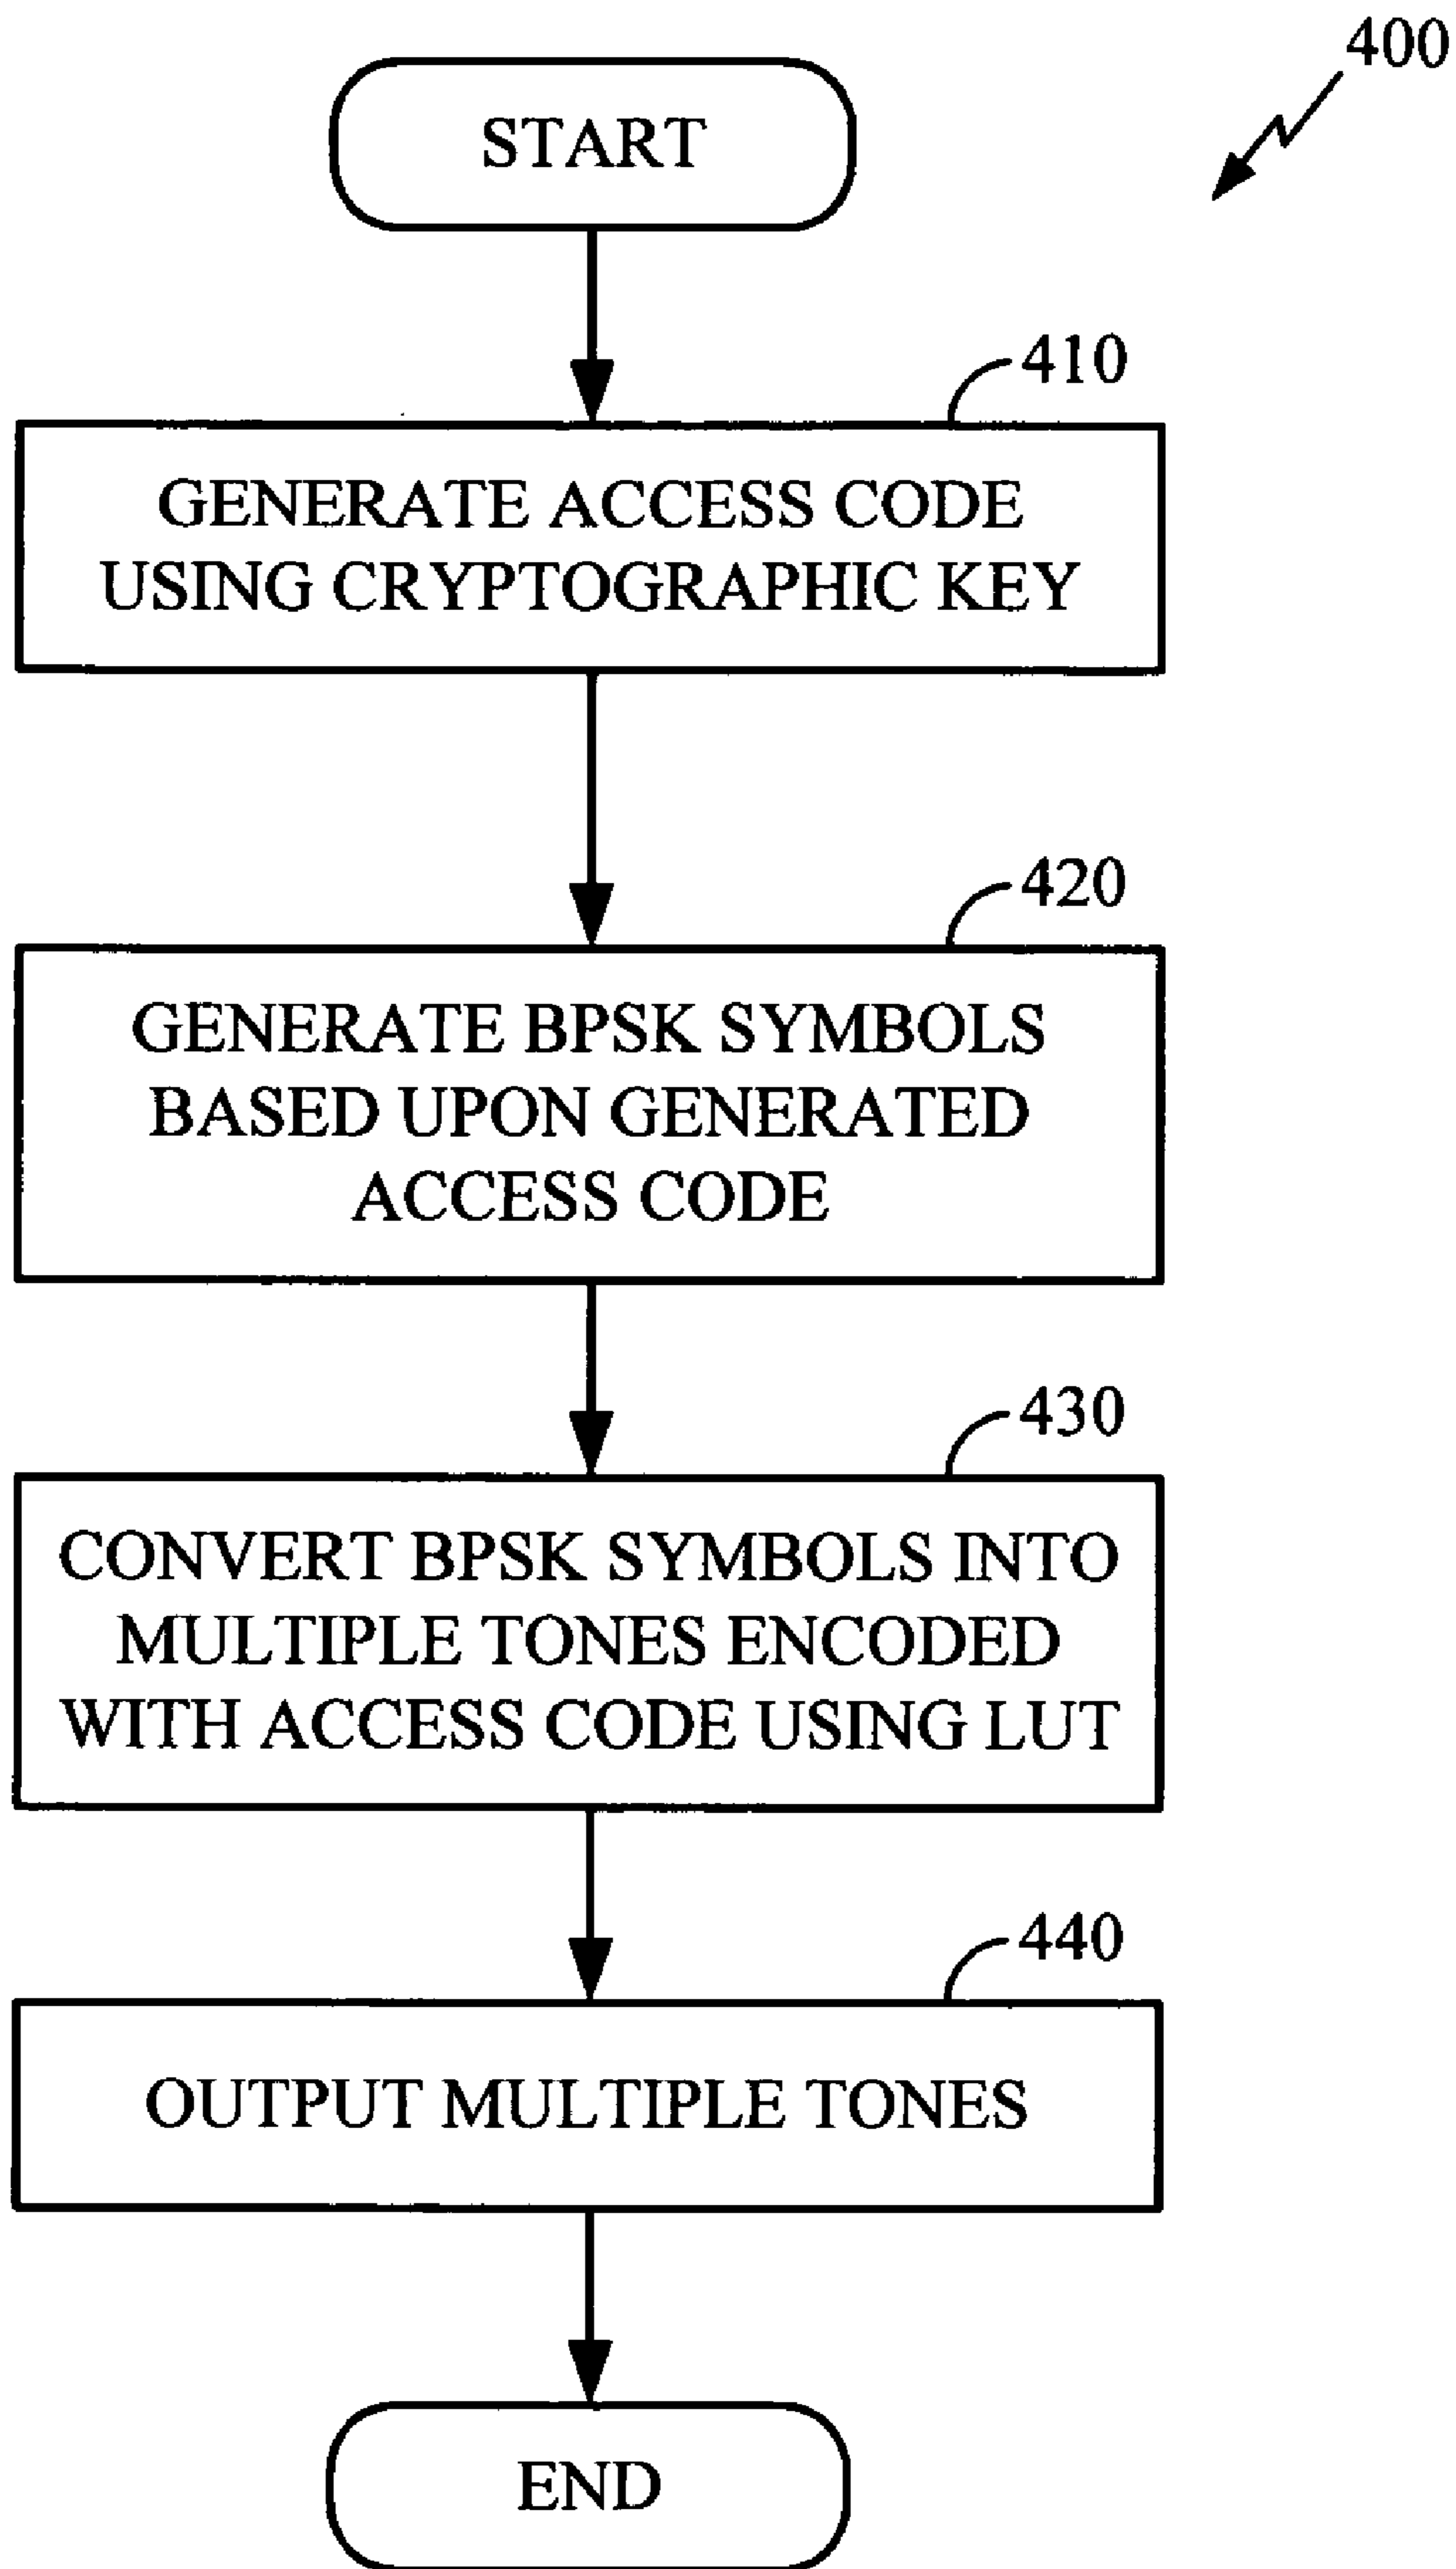 400
START
410
GENERATE ACCESS CODE
USING CRYPTOGRAPHIC KEY
420
GENERATE BPSK SYMBOLS
BASED UPON GENERATED
ACCESS CODE
430
CONVERT BPSK SYMBOLS INTO
MULTIPLE TONES ENCODED
WITH ACCESS CODE USING LUT
440
OUTPUT MULTIPLE TONES
END